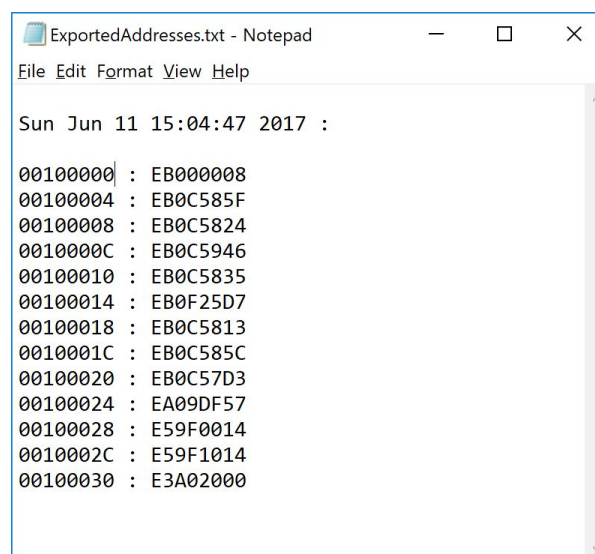 ExportedAddresses.txt - Notepad
File Edit Format View Help
Sun Jun 11 15:04:47 2017 :
00100000 : EB000008
00100004 : EB0C585F
00100008 : EB0C5824
0010000C : EB0C5946
00100010 : EB0C5835
00100014 : EB0F25D7
00100018 : EB0C5813
0010001C : EB0C585C
00100020 : EB0C57D3
00100024 : EA09DF57
00100028 : E59F0014
0010002C : E59F1014
00100030 : E3A02000